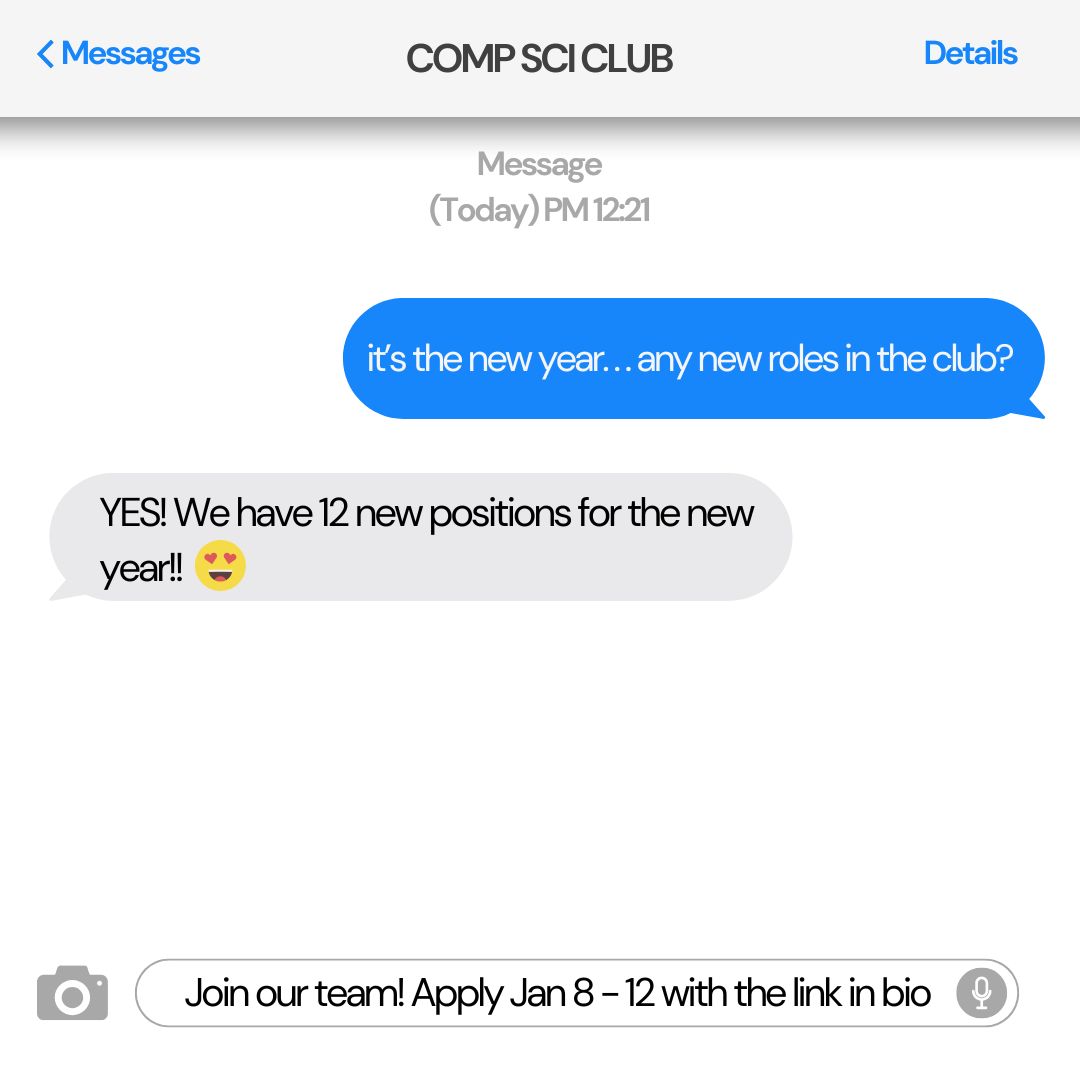 Messages
COMP SCI CLUB
Details
Message
(Today) PM 12:21
it's the new year... any new roles in the club?
YES! We have 12 new positions for the new
year!! 😍
Join our team! Apply Jan 8 – 12 with the link in bio